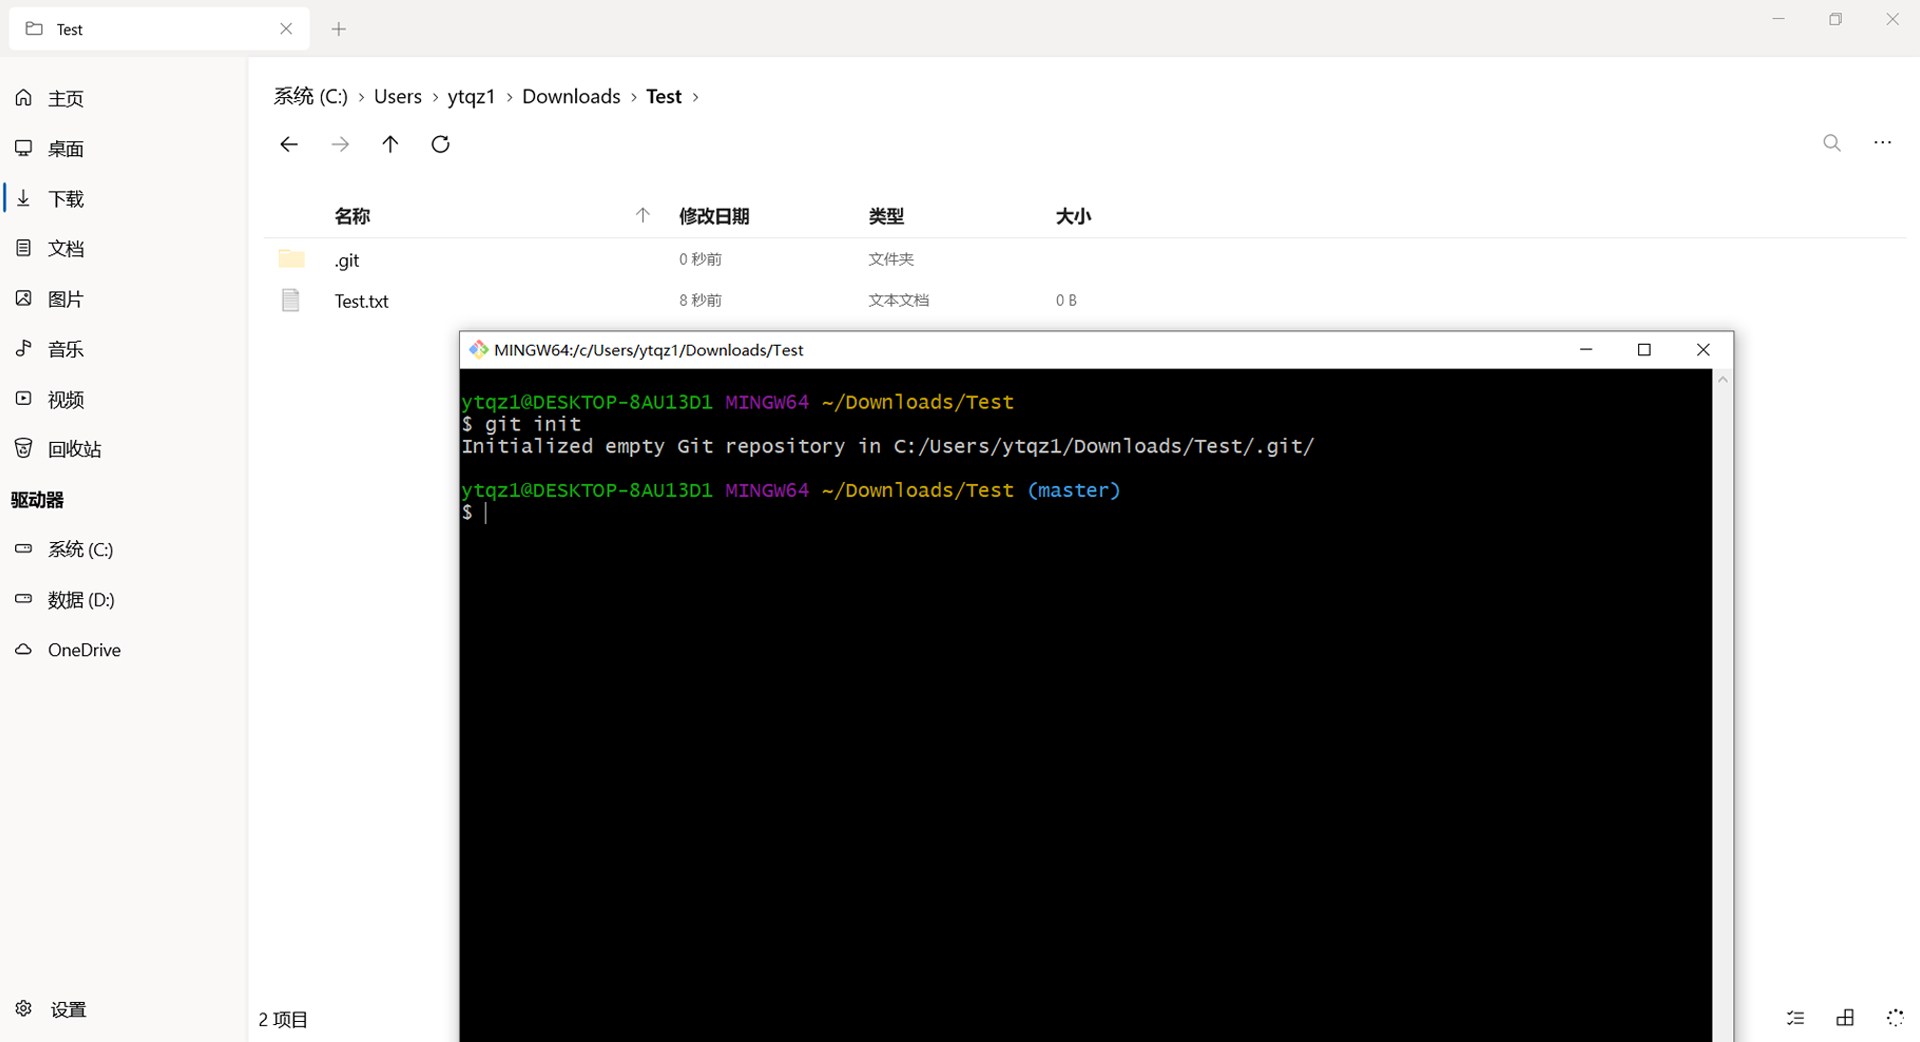 Test
主页
桌面
下载
文档
图片
音乐
视频
回收站
驱动器
系统 (C:)
数据 (D:)
OneDrive
设置
系统 (C:) › Users › ytqz1 › Downloads › Test ›
名称 修改日期 类型 大小
.git 0 秒前 文件夹
Test.txt 8 秒前 文本文档 0 B
MINGW64:/c/Users/ytqz1/Downloads/Test
ytqz1@DESKTOP-8AU13D1 MINGW64 ~/Downloads/Test
$ git init
Initialized empty Git repository in C:/Users/ytqz1/Downloads/Test/.git/
ytqz1@DESKTOP-8AU13D1 MINGW64 ~/Downloads/Test (master)
$
2 项目